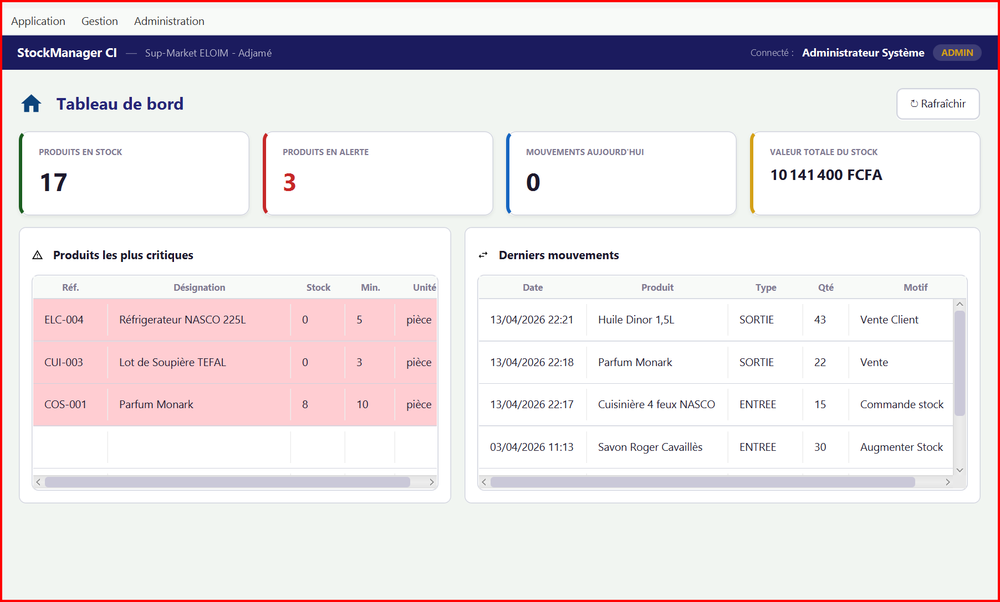 Application Gestion Administration
StockManager CI — Sup-Market ELOIM - Adjamé Connecté : Administrateur Système ADMIN
Tableau de bord ↻ Rafraîchir
PRODUITS EN STOCK
17
PRODUITS EN ALERTE
3
MOUVEMENTS AUJOURD'HUI
0
VALEUR TOTALE DU STOCK
10 141 400 FCFA
Produits les plus critiques
Réf. Désignation Stock Min. Unité
ELC-004 Réfrigerateur NASCO 225L 0 5 pièce
CUI-003 Lot de Soupière TEFAL 0 3 pièce
COS-001 Parfum Monark 8 10 pièce
Derniers mouvements
Date Produit Type Qté Motif
13/04/2026 22:21 Huile Dinor 1,5L SORTIE 43 Vente Client
13/04/2026 22:18 Parfum Monark SORTIE 22 Vente
13/04/2026 22:17 Cuisinière 4 feux NASCO ENTREE 15 Commande stock
03/04/2026 11:13 Savon Roger Cavaillès ENTREE 30 Augmenter Stock